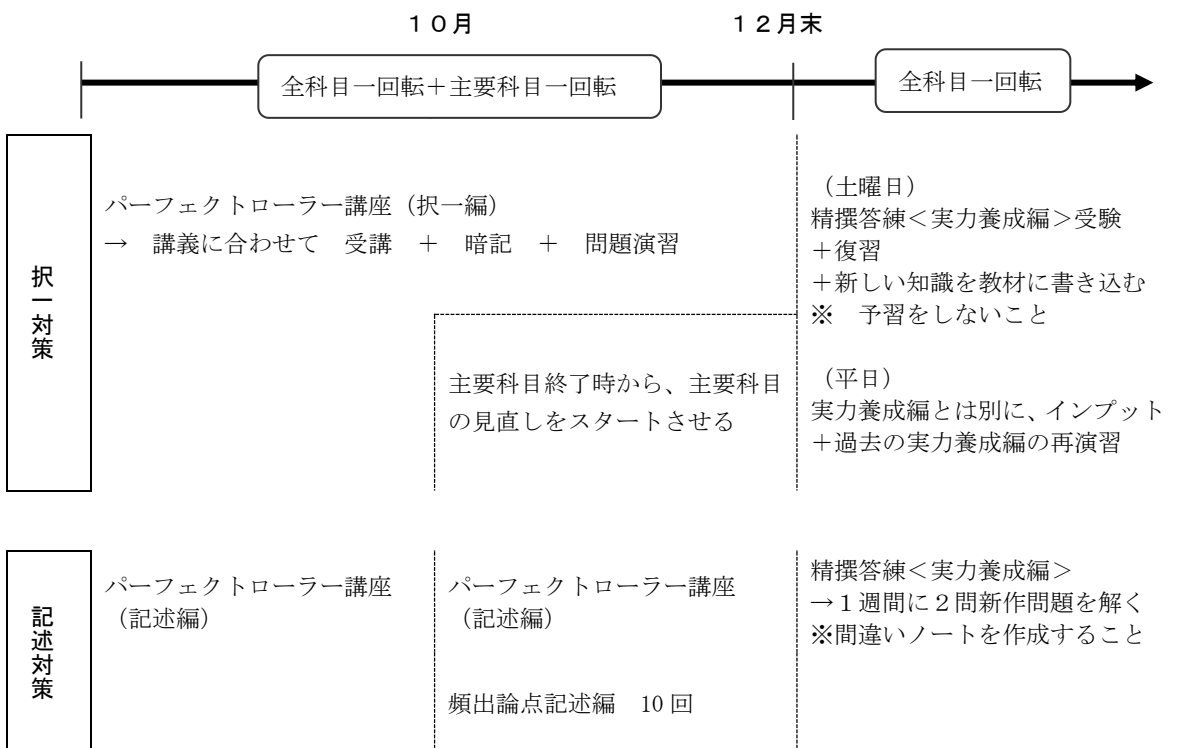 １０月
１２月末
全科目一回転＋主要科目一回転
全科目一回転
択一対策
パーフェクトローラー講座（択一編）
→　講義に合わせて　受講　＋　暗記　＋　問題演習
主要科目終了時から、主要科目
の見直しをスタートさせる
（土曜日）
精撰答練＜実力養成編＞受験
＋復習
＋新しい知識を教材に書き込む
※　予習をしないこと
（平日）
実力養成編とは別に、インプット
＋過去の実力養成編の再演習
記述対策
パーフェクトローラー講座
（記述編）
パーフェクトローラー講座
（記述編）
頻出論点記述編　10 回
精撰答練＜実力養成編＞
→１週間に２問新作問題を解く
※間違いノートを作成すること